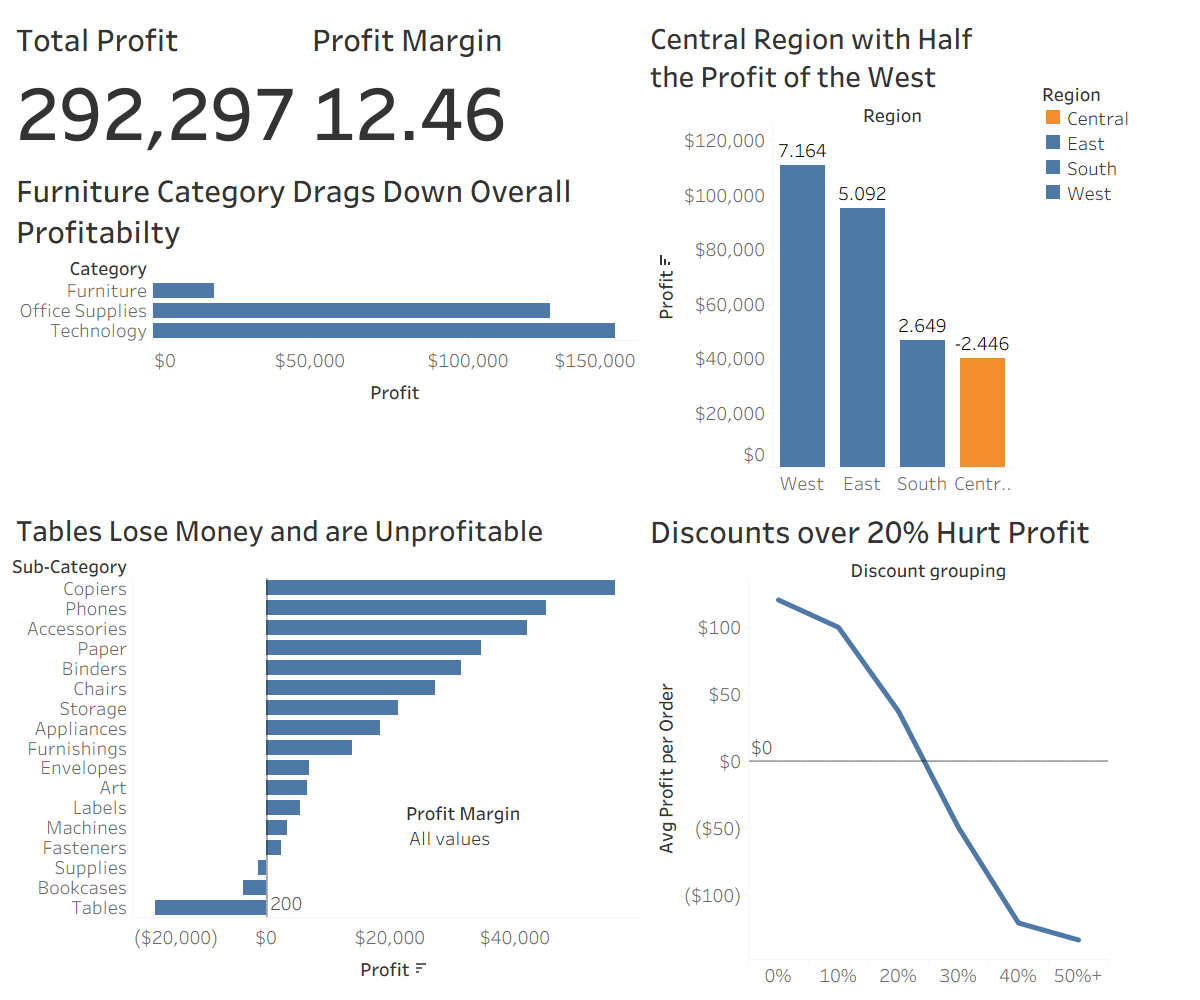 Total Profit
292,297
Profit Margin
12.46
Furniture Category Drags Down Overall
Profitabilty
Category
Furniture
Office Supplies
Technology
$0 $50,000 $100,000 $150,000
Profit
Central Region with Half
the Profit of the West
Region
$120,000
$100,000
$80,000
$60,000
$40,000
$20,000
$0
Profit
7.164
5.092
2.649
-2.446
West East South Centr..
Region
Central
East
South
West
Tables Lose Money and are Unprofitable
Sub-Category
Copiers
Phones
Accessories
Paper
Binders
Chairs
Storage
Appliances
Furnishings
Envelopes
Art
Labels
Machines
Fasteners
Supplies
Bookcases
Tables
200
Profit Margin
All values
($20,000) $0 $20,000 $40,000
Profit
Discounts over 20% Hurt Profit
Discount grouping
Avg Profit per Order
$100
$50
$0
($50)
($100)
$0
0% 10% 20% 30% 40% 50%+